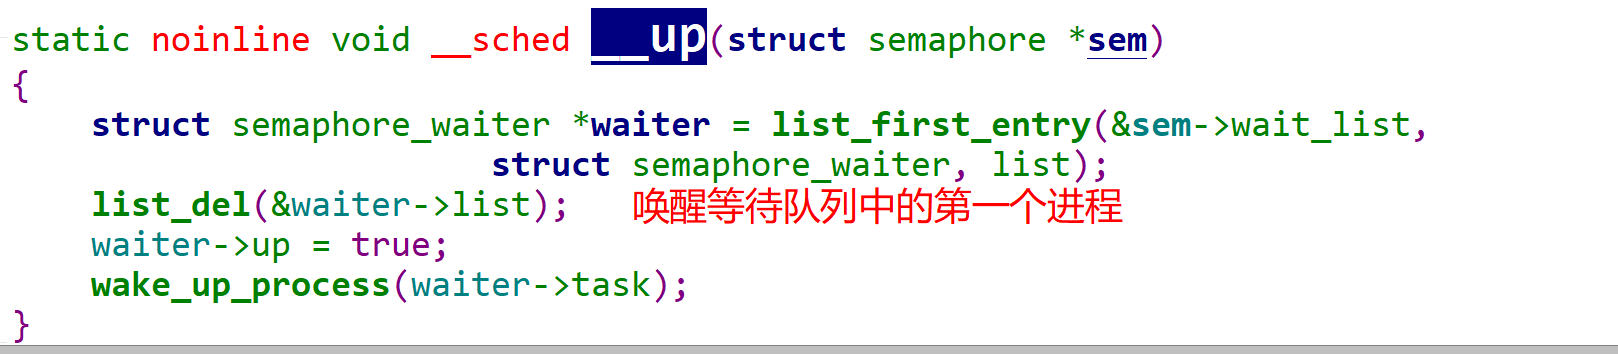 static noinline void __sched __up(struct semaphore *sem)
{
    struct semaphore_waiter *waiter = list_first_entry(&sem->wait_list,
                        struct semaphore_waiter, list);
    list_del(&waiter->list);   唤醒等待队列中的第一个进程
    waiter->up = true;
    wake_up_process(waiter->task);
}